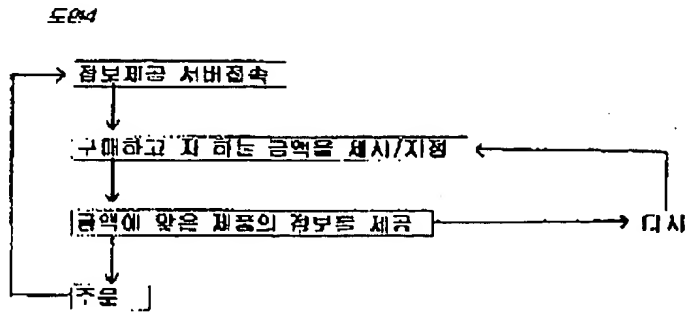 도면4
정보제공 서버접속
구매하고 자 하는 금액을 제시/지정
금액에 맞은 제품의 정보를 제공
다시
주문